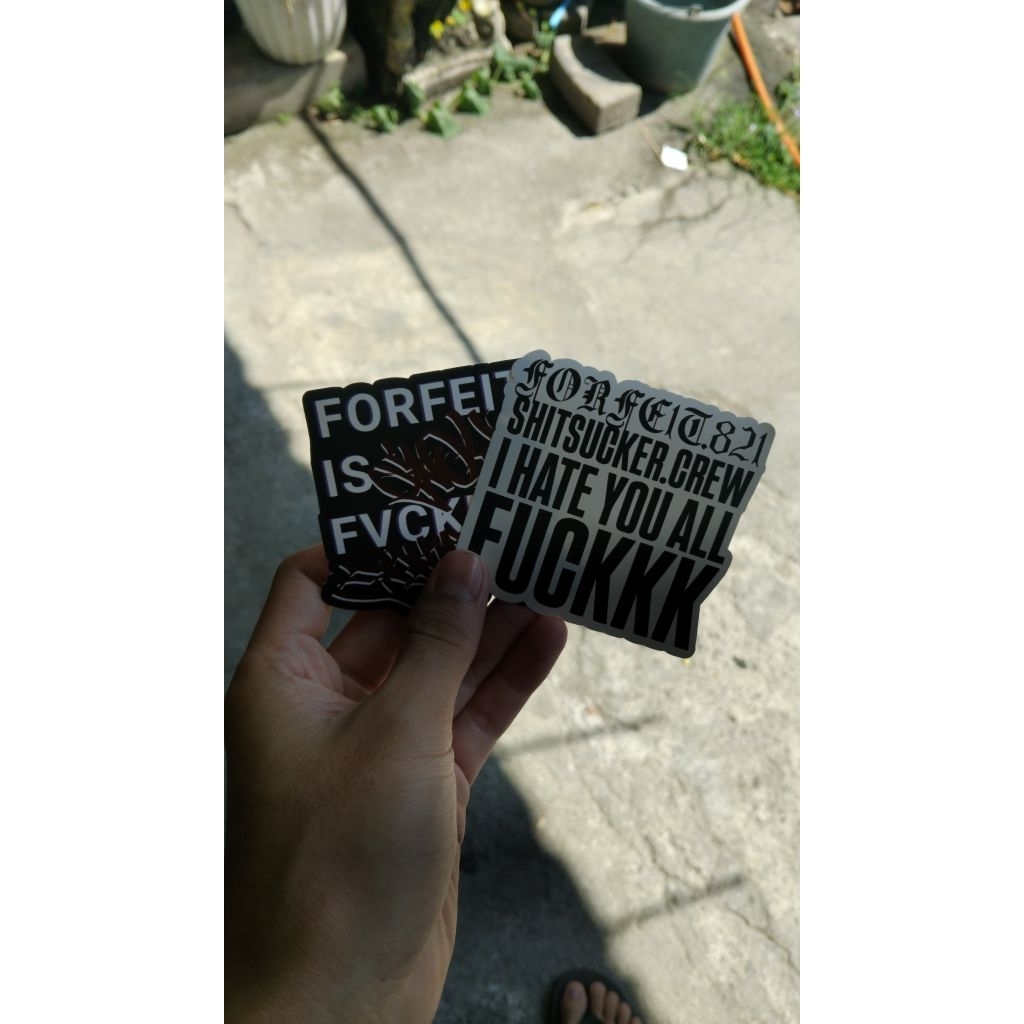 FORFEIT
IS
FVCK
FORFEIT.821
SHITSUCKER.CREW
I HATE YOU ALL
FUCKKK